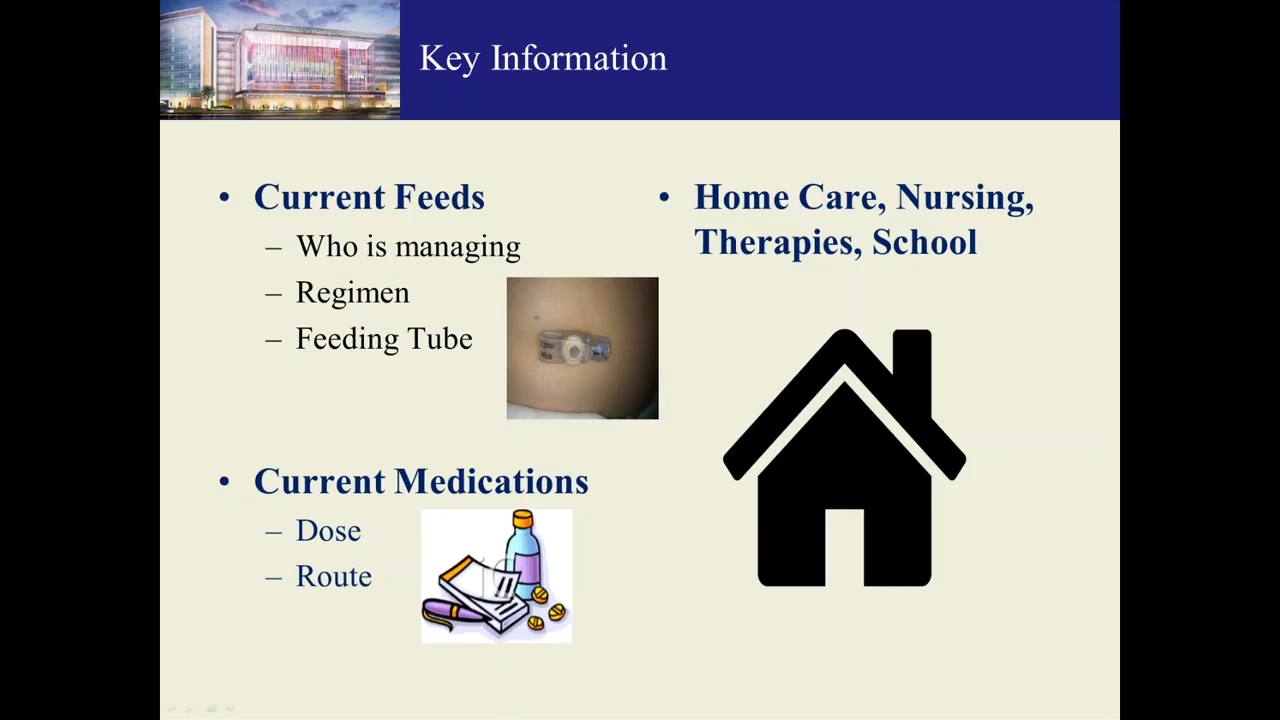 Key Information
• Current Feeds
– Who is managing
– Regimen
– Feeding Tube
• Current Medications
– Dose
– Route
• Home Care, Nursing,
Therapies, School